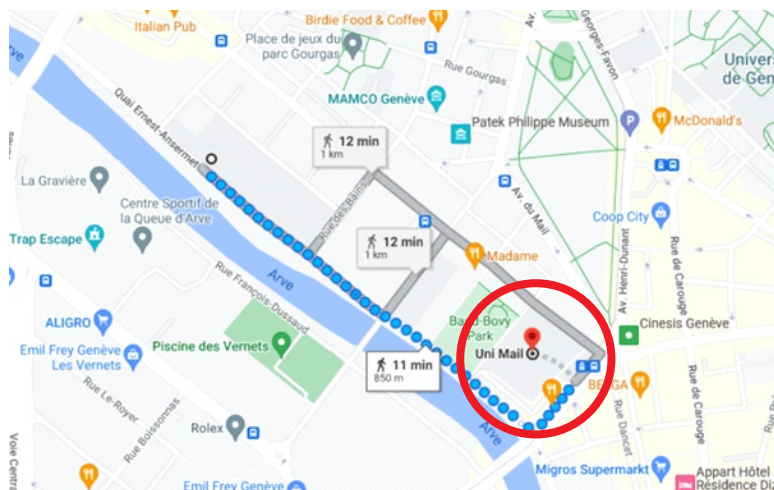 Italian Pub
Birdie Food & Coffee
Place de jeux du
parc Gourgas
Rue Gourgas
Georges-Favon
Av.
Univers
de Gen
MAMCO Genève
Patek Philippe Museum
McDonald's
Quai Ernest-Ansermet
12 min
1 km
La Gravière
Centre Sportif de
la Queue d'Arve
Rue des Bains
Av. du Mail
Coop City
Trap Escape
12 min
1 km
Madame
Av. Henri-Dunant
Rue de Carouge
Arve
Rue François-Dussaud
ALIGRO
Emil Frey Genève
Les Vernets
Piscine des Vernets
Baud-Bovy
Park
Uni Mail
Cinesis Genève
11 min
850 m
Rue Le-Royer
Rue Boissonnas
Rolex
Arve
Rue Dancet
Rue de Carouge
Voie Centra
Migros Supermarkt
Emil Frey Genève
Appart Hôtel
Résidence Diz